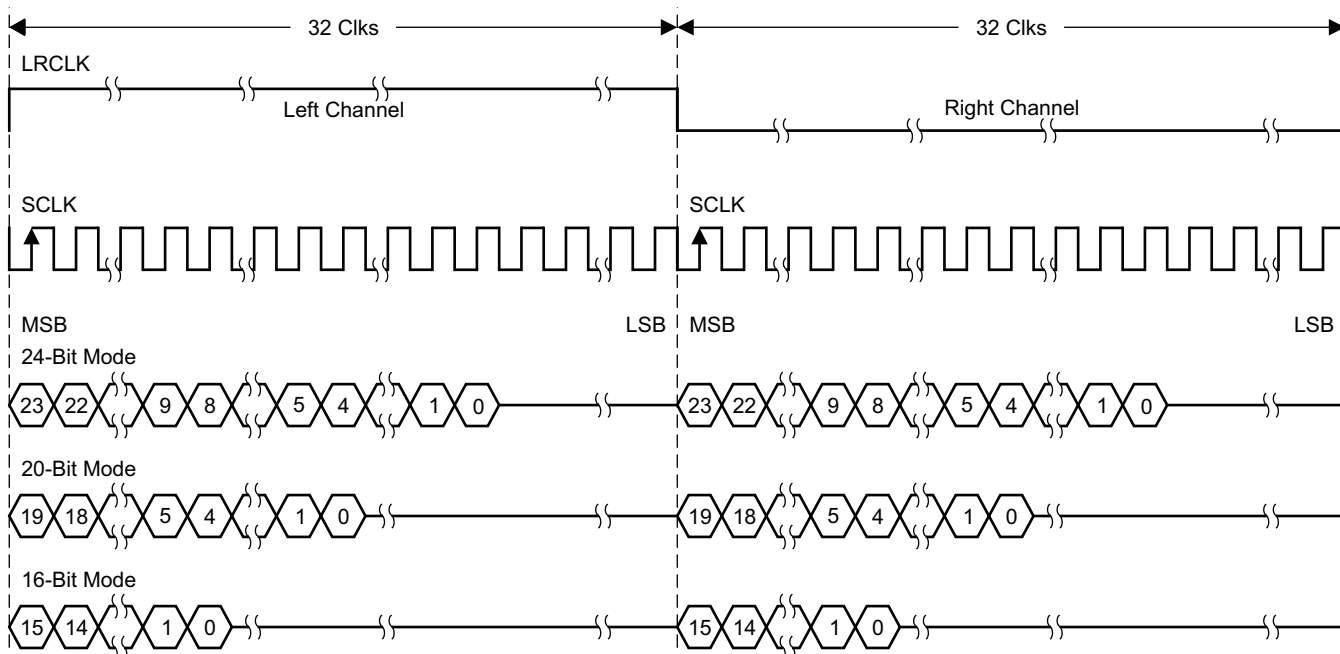 32 Clks 32 Clks
LRCLK
Left Channel Right Channel
SCLK SCLK
MSB LSB MSB LSB
24-Bit Mode
23 22 9 8 5 4 1 0 23 22 9 8 5 4 1 0
20-Bit Mode
19 18 5 4 1 0 19 18 5 4 1 0
16-Bit Mode
15 14 1 0 15 14 1 0